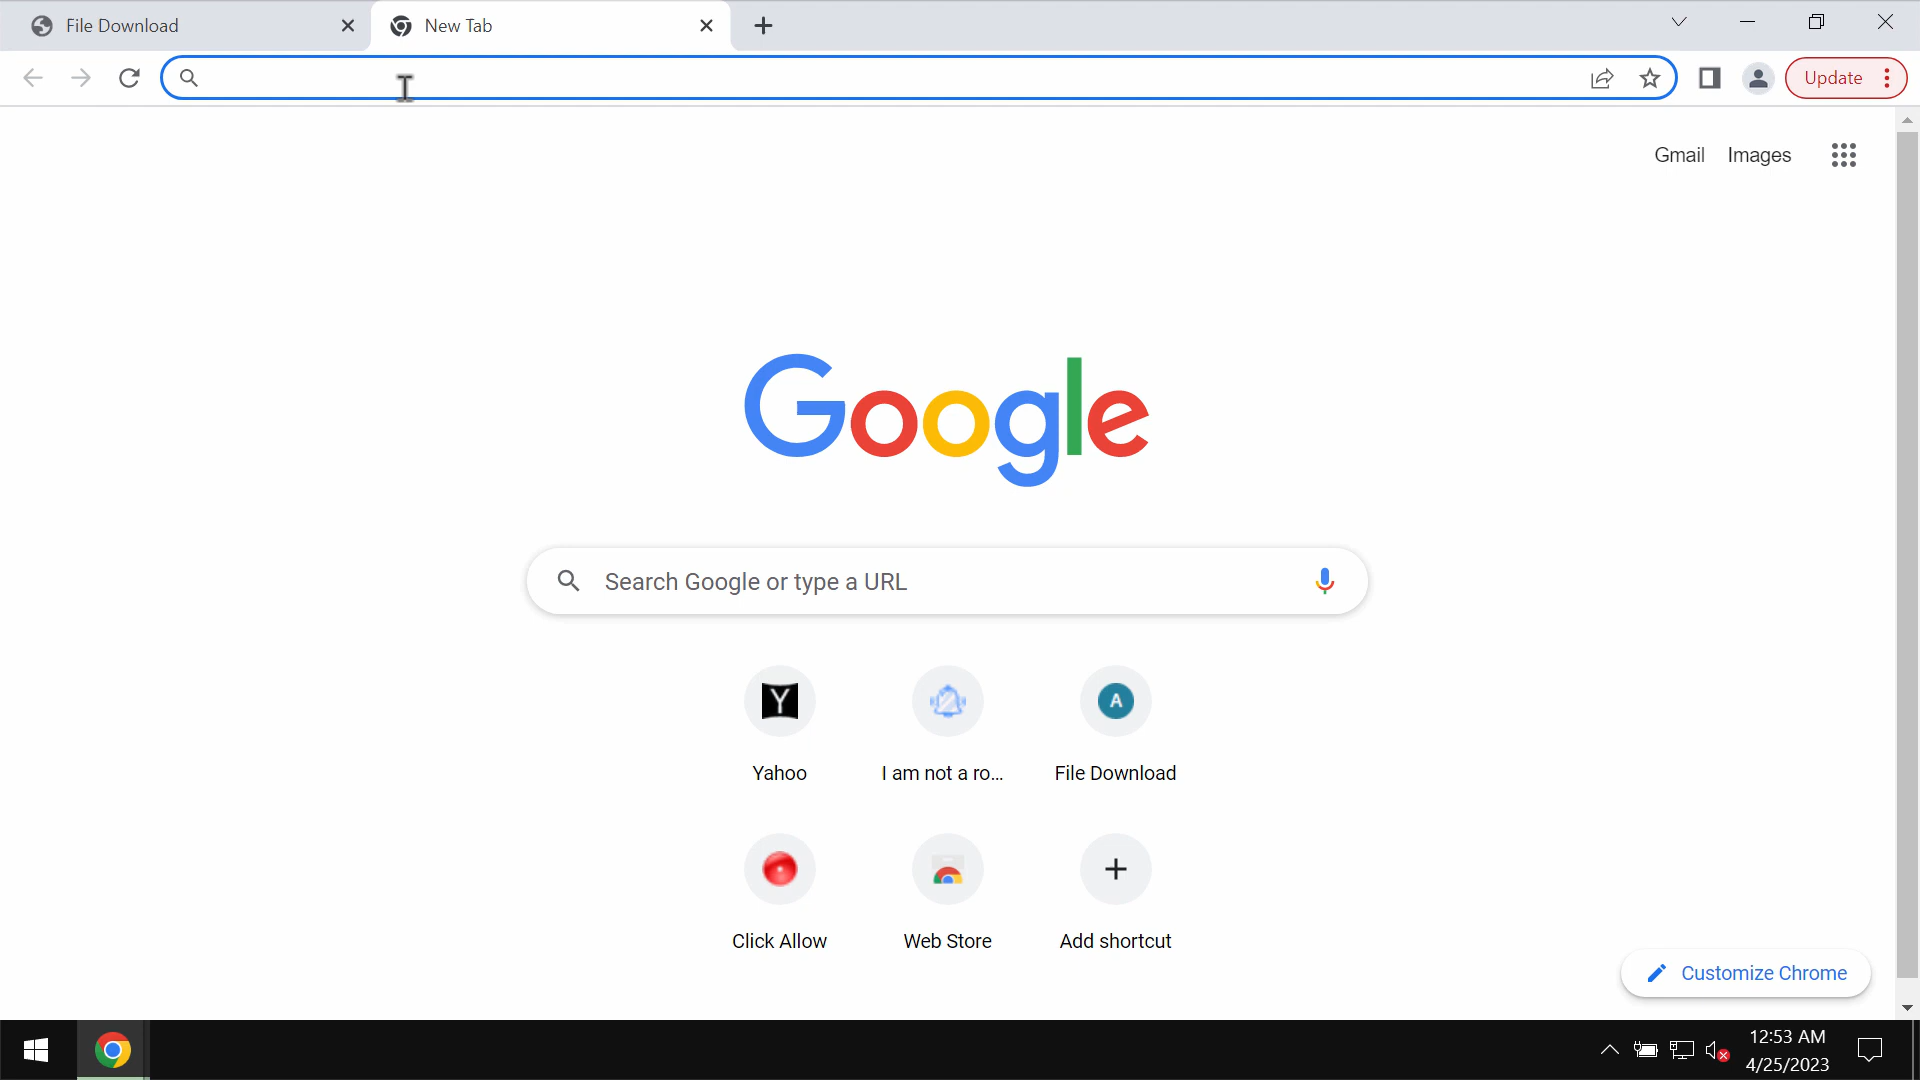 File Download
New Tab
Update
Gmail Images
Google
Search Google or type a URL
Yahoo
I am not a ro...
File Download
A
Click Allow
Web Store
Add shortcut
Customize Chrome
12:53 AM
4/25/2023